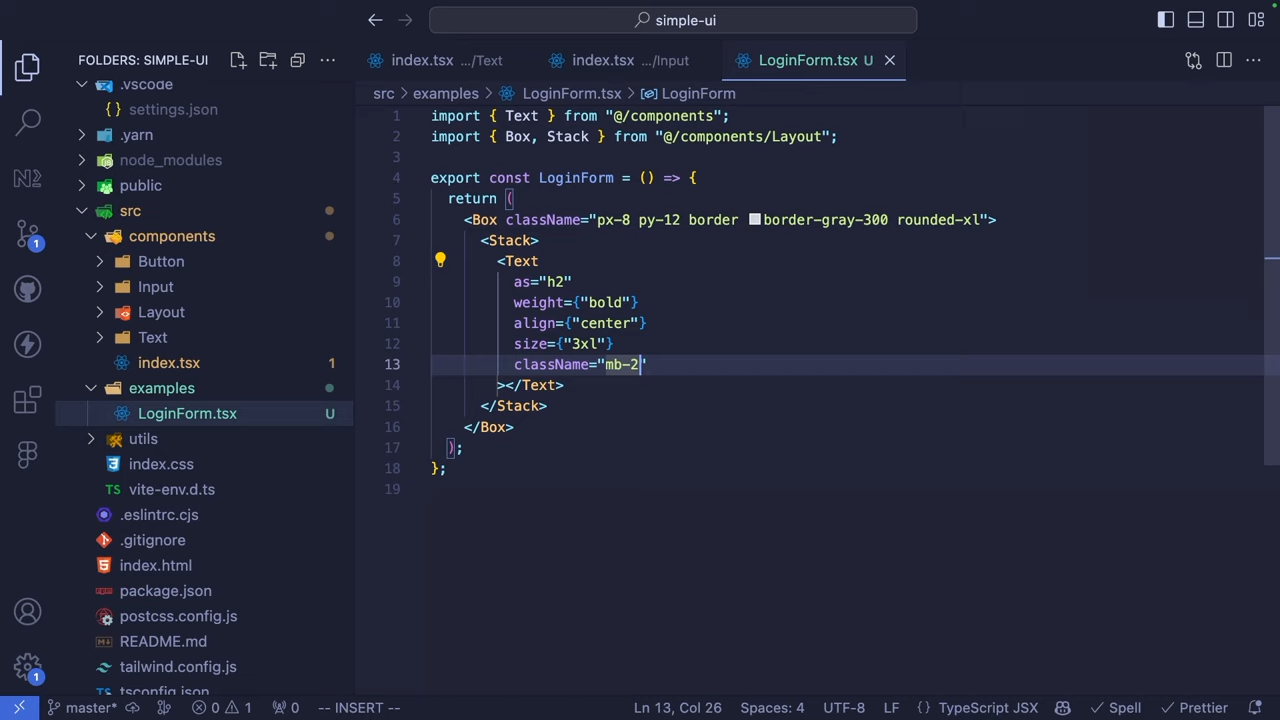 simple-ui
FOLDERS: SIMPLE-UI
index.tsx .../Text
index.tsx .../Input
LoginForm.tsx U
src > examples > LoginForm.tsx > LoginForm
.vscode
{} settings.json
.yarn
node_modules
public
src
components
Button
Input
Layout
Text
index.tsx 1
examples
LoginForm.tsx U
utils
index.css
TS vite-env.d.ts
.eslintrc.cjs
.gitignore
index.html
package.json
postcss.config.js
README.md
tailwind.config.js
tsconfig.json
1
1
1 import { Text } from "@/components";
2 import { Box, Stack } from "@/components/Layout";
3
4 export const LoginForm = () => {
5 return (
6 <Box className="px-8 py-12 border border-gray-300 rounded-xl">
7 <Stack>
8 <Text
9 as="h2"
10 weight={"bold"}
11 align={"center"}
12 size={"3xl"}
13 className="mb-2"
14 ></Text>
15 </Stack>
16 </Box>
17 );
18 };
19
master* 0 1 0 -- INSERT -- Ln 13, Col 26 Spaces: 4 UTF-8 LF {} TypeScript JSX Spell Prettier